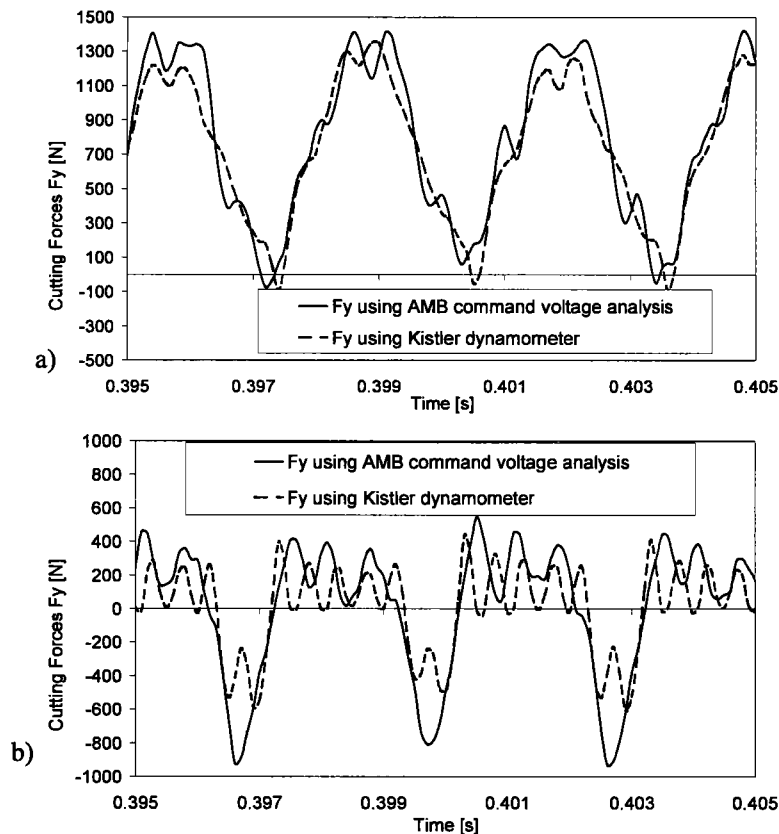 Cutting Forces Fy [N]
1500
1300
1100
900
700
500
300
100
-100
-300
-500
Fy using AMB command voltage analysis
Fy using Kistler dynamometer
a)
0.395 0.397 0.399 0.401 0.403 0.405
Time [s]
Cutting Forces Fy [N]
1000
800
600
400
200
0
-200
-400
-600
-800
-1000
Fy using AMB command voltage analysis
Fy using Kistler dynamometer
b)
0.395 0.397 0.399 0.401 0.403 0.405
Time [s]